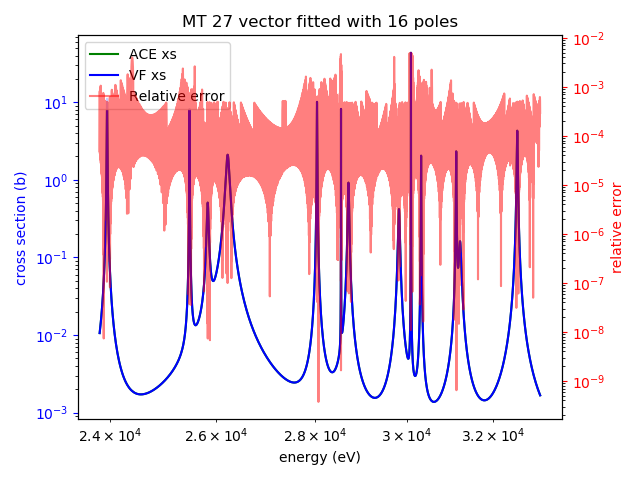 MT 27 vector fitted with 16 poles
ACE xs
VF xs
Relative error
10¹
10⁰
10⁻¹
10⁻²
10⁻³
cross section (b)
10⁻²
10⁻³
10⁻⁴
10⁻⁵
10⁻⁶
10⁻⁷
10⁻⁸
10⁻⁹
relative error
2.4 × 10⁴ 2.6 × 10⁴ 2.8 × 10⁴ 3 × 10⁴ 3.2 × 10⁴
energy (eV)